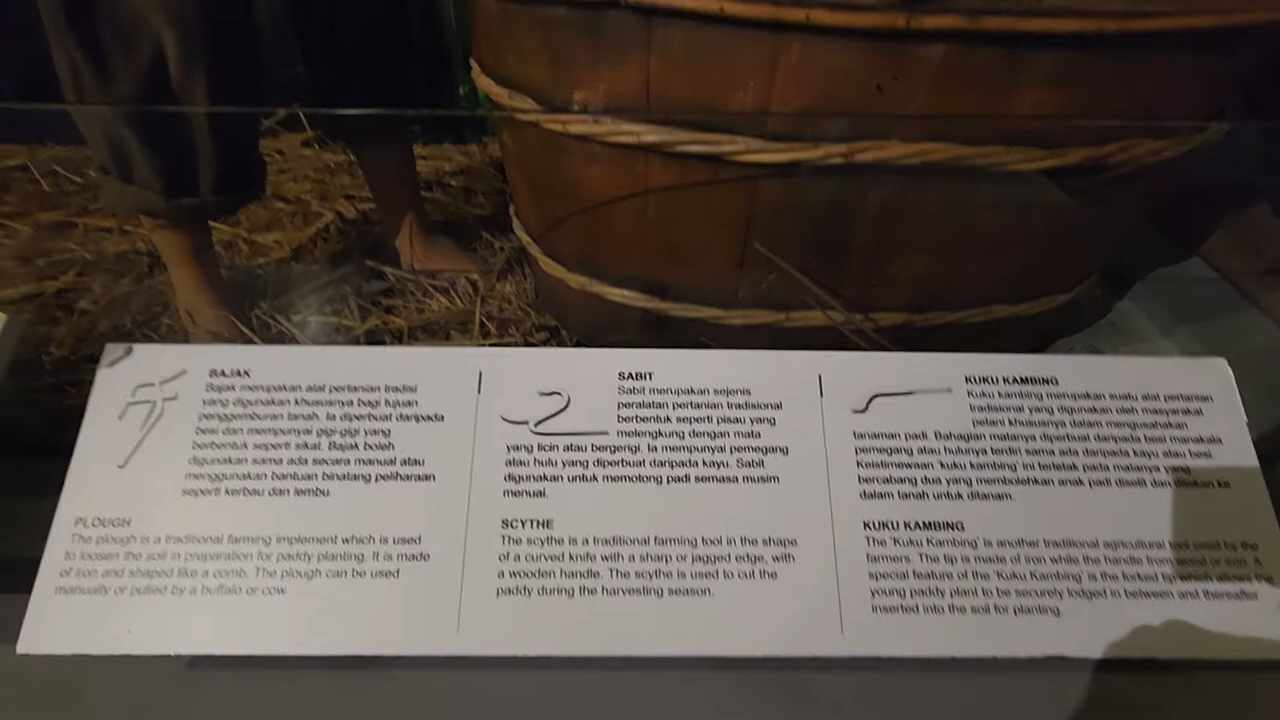 BAJAK
Bajak merupakan alat pertanian tradisi
yang digunakan khususnya bagi tujuan
penggemburan tanah. Ia diperbuat daripada
besi dan mempunyai gigi-gigi yang
berbentuk seperti sikat. Bajak boleh
digunakan sama ada secara manual atau
menggunakan bantuan binatang peliharaan
seperti kerbau dan lembu.
PLOUGH
The plough is a traditional farming implement which is used
to loosen the soil in preparation for paddy planting. It is made
of iron and shaped like a comb. The plough can be used
manually or pulled by a buffalo or cow.
SABIT
Sabit merupakan sejenis
peralatan pertanian tradisional
berbentuk seperti pisau yang
melengkung dengan mata
yang licin atau bergerigi. Ia mempunyai pemegang
atau hulu yang diperbuat daripada kayu. Sabit
digunakan untuk memotong padi semasa musim
menuai.
SCYTHE
The scythe is a traditional farming tool in the shape
of a curved knife with a sharp or jagged edge, with
a wooden handle. The scythe is used to cut the
paddy during the harvesting season.
KUKU KAMBING
Kuku kambing merupakan suatu alat pertanian
tradisional yang digunakan oleh masyarakat
petani khususnya dalam mengusahakan
tanaman padi. Bahagian matanya diperbuat daripada besi manakala
pemegang atau hulunya terdiri sama ada daripada kayu atau besi.
Keistimewaan 'kuku kambing' ini terletak pada matanya yang
bercabang dua yang membolehkan anak padi diselit dan ditekan ke
dalam tanah untuk ditanam.
KUKU KAMBING
The 'Kuku Kambing' is another traditional agricultural tool used by the
farmers. The tip is made of iron while the handle from wood or iron. A
special feature of the 'Kuku Kambing' is the forked tip which allows the
young paddy plant to be securely lodged in between and thereafter
inserted into the soil for planting.